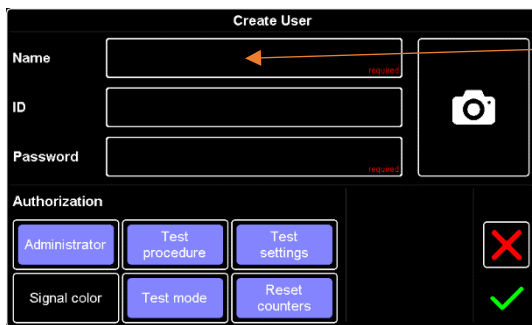 Create User
Name
required
ID
Password
required
Authorization
Administrator
Test
procedure
Test
settings
Signal color
Test mode
Reset
counters